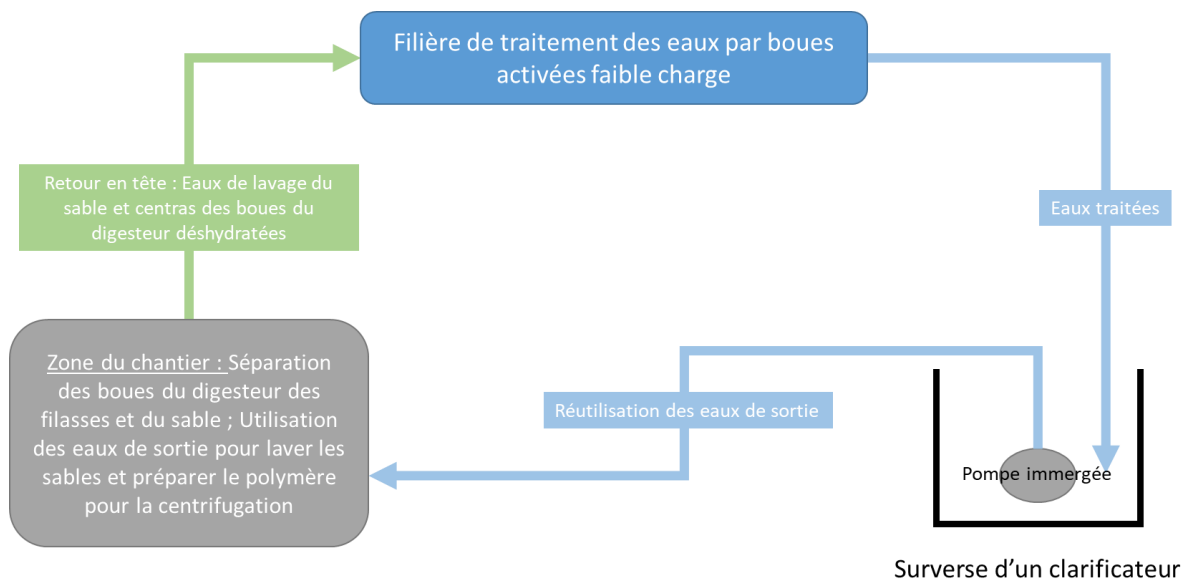 Filière de traitement des eaux par boues
activées faible charge
Retour en tête : Eaux de lavage du
sable et centras des boues du
digesteur déshydratées
Eaux traitées
Zone du chantier : Séparation
des boues du digesteur des
filasses et du sable ; Utilisation
des eaux de sortie pour laver les
sables et préparer le polymère
pour la centrifugation
Réutilisation des eaux de sortie
Pompe immergée
Surverse d’un clarificateur